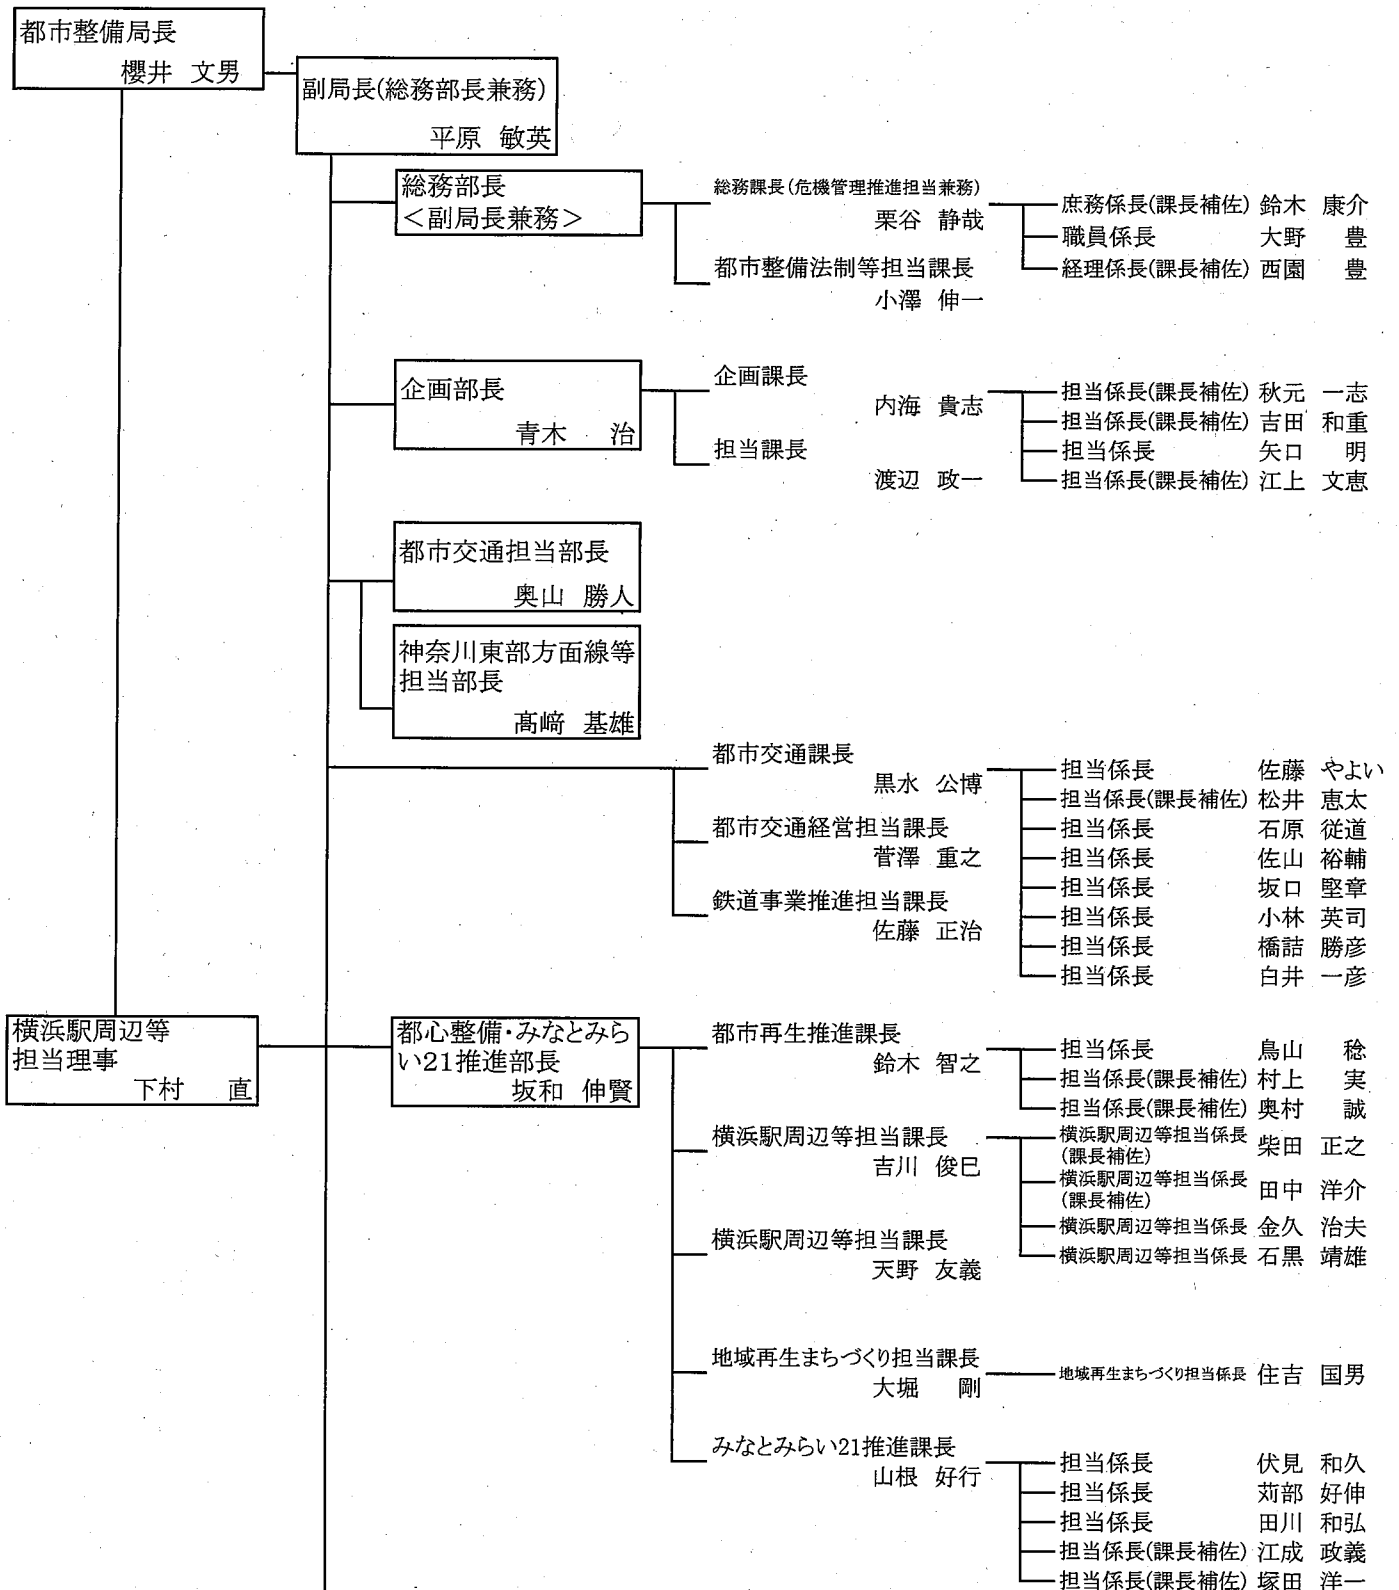 都市整備局長
櫻井 文男
副局長(総務部長兼務)
平原 敏英
総務部長
<副局長兼務>
総務課長(危機管理推進担当兼務)
栗谷 静哉
庶務係長(課長補佐) 鈴木 康介
職員係長 大野 豊
経理係長(課長補佐) 西園 豊
都市整備法制等担当課長
小澤 伸一
企画部長
青木 治
企画課長
内海 貴志
担当係長(課長補佐) 秋元 一志
担当係長(課長補佐) 吉田 和重
担当係長 矢口 明
担当係長(課長補佐) 江上 文恵
担当課長
渡辺 政一
都市交通担当部長
奥山 勝人
神奈川東部方面線等
担当部長
髙﨑 基雄
都市交通課長
黒水 公博
担当係長 佐藤 やよい
担当係長(課長補佐) 松井 恵太
担当係長 石原 従道
担当係長 佐山 裕輔
担当係長 坂口 堅章
担当係長 小林 英司
担当係長 橋詰 勝彦
担当係長 白井 一彦
都市交通経営担当課長
菅澤 重之
鉄道事業推進担当課長
佐藤 正治
横浜駅周辺等
担当理事
下村 直
都心整備・みなとみら
い21推進部長
坂和 伸賢
都市再生推進課長
鈴木 智之
担当係長 鳥山 稔
担当係長(課長補佐) 村上 実
担当係長(課長補佐) 奥村 誠
横浜駅周辺等担当課長
吉川 俊巳
横浜駅周辺等担当係長
(課長補佐) 柴田 正之
横浜駅周辺等担当係長
(課長補佐) 田中 洋介
横浜駅周辺等担当係長 金久 治夫
横浜駅周辺等担当係長 石黒 靖雄
横浜駅周辺等担当課長
天野 友義
地域再生まちづくり担当課長
大堀 剛
地域再生まちづくり担当係長 住吉 国男
みなとみらい21推進課長
山根 好行
担当係長 伏見 和久
担当係長 苅部 好伸
担当係長 田川 和弘
担当係長(課長補佐) 江成 政義
担当係長(課長補佐) 塚田 洋一